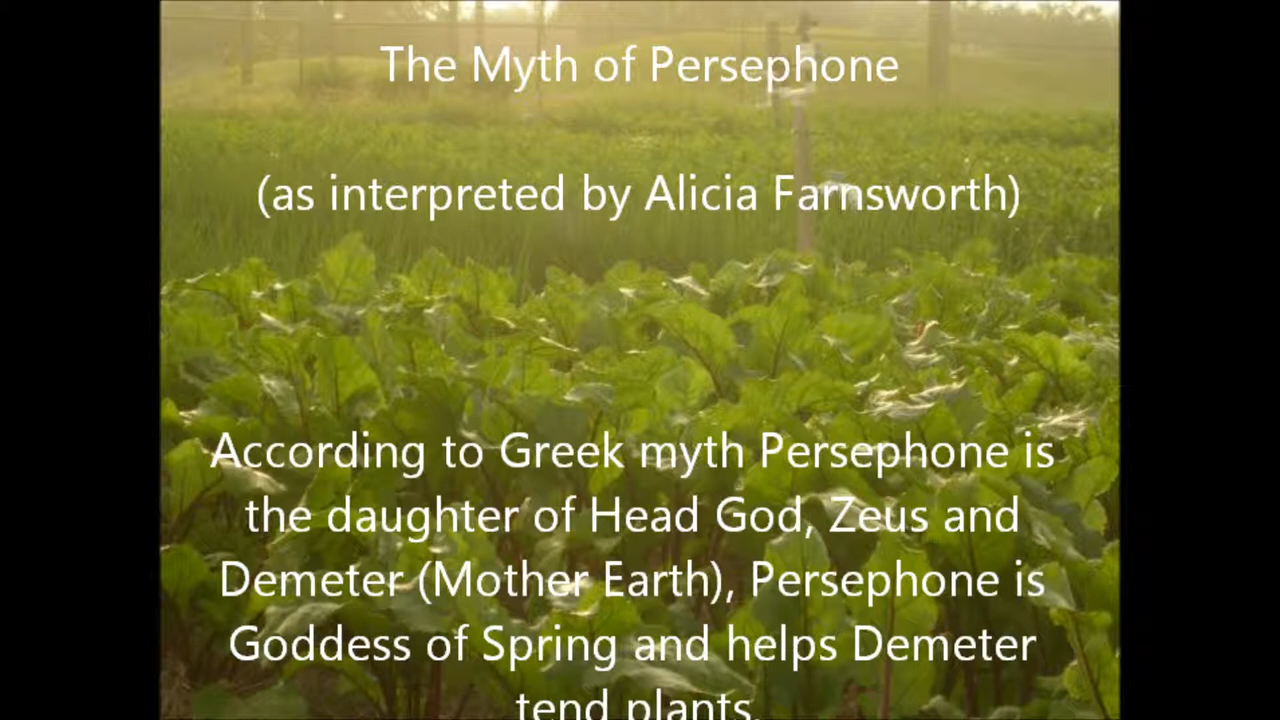 The Myth of Persephone
(as interpreted by Alicia Farnsworth)
According to Greek myth Persephone is
the daughter of Head God, Zeus and
Demeter (Mother Earth), Persephone is
Goddess of Spring and helps Demeter
tend plants.